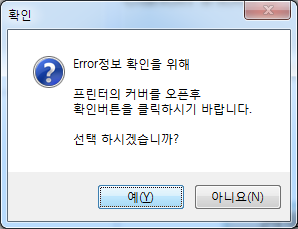 확인
Error정보 확인을 위해
프린터의 커버를 오픈후
확인버튼을 클릭하시기 바랍니다.
선택 하시겠습니까?
예(Y)
아니요(N)